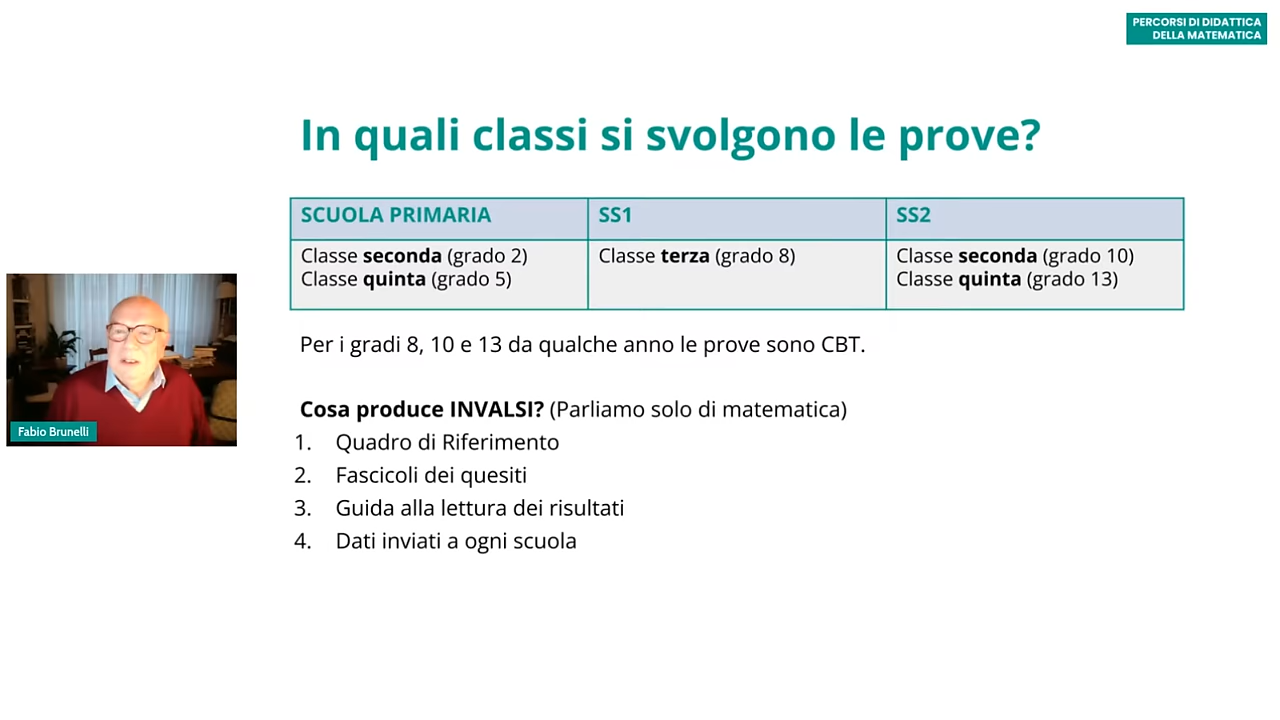 PERCORSI DI DIDATTICA
DELLA MATEMATICA
In quali classi si svolgono le prove?
SCUOLA PRIMARIA
Classe seconda (grado 2)
Classe quinta (grado 5)
SS1
Classe terza (grado 8)
SS2
Classe seconda (grado 10)
Classe quinta (grado 13)
Per i gradi 8, 10 e 13 da qualche anno le prove sono CBT.
Cosa produce INVALSI? (Parliamo solo di matematica)
1. Quadro di Riferimento
2. Fascicoli dei quesiti
3. Guida alla lettura dei risultati
4. Dati inviati a ogni scuola
Fabio Brunelli